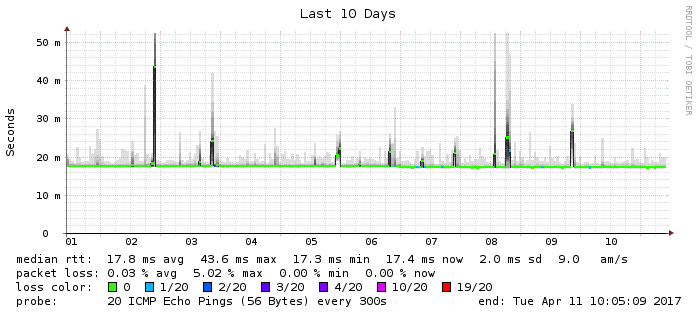 Last 10 Days
RRDTOOL / TOBI OETIKER
Seconds
50 m
40 m
30 m
20 m
10 m
0
01 02 03 04 05 06 07 08 09 10
median rtt: 17.8 ms avg 43.6 ms max 17.3 ms min 17.4 ms now 2.0 ms sd 9.0 am/s
packet loss: 0.03 % avg 5.02 % max 0.00 % min 0.00 % now
loss color: 0 1/20 2/20 3/20 4/20 10/20 19/20
probe: 20 ICMP Echo Pings (56 Bytes) every 300s end: Tue Apr 11 10:05:09 2017